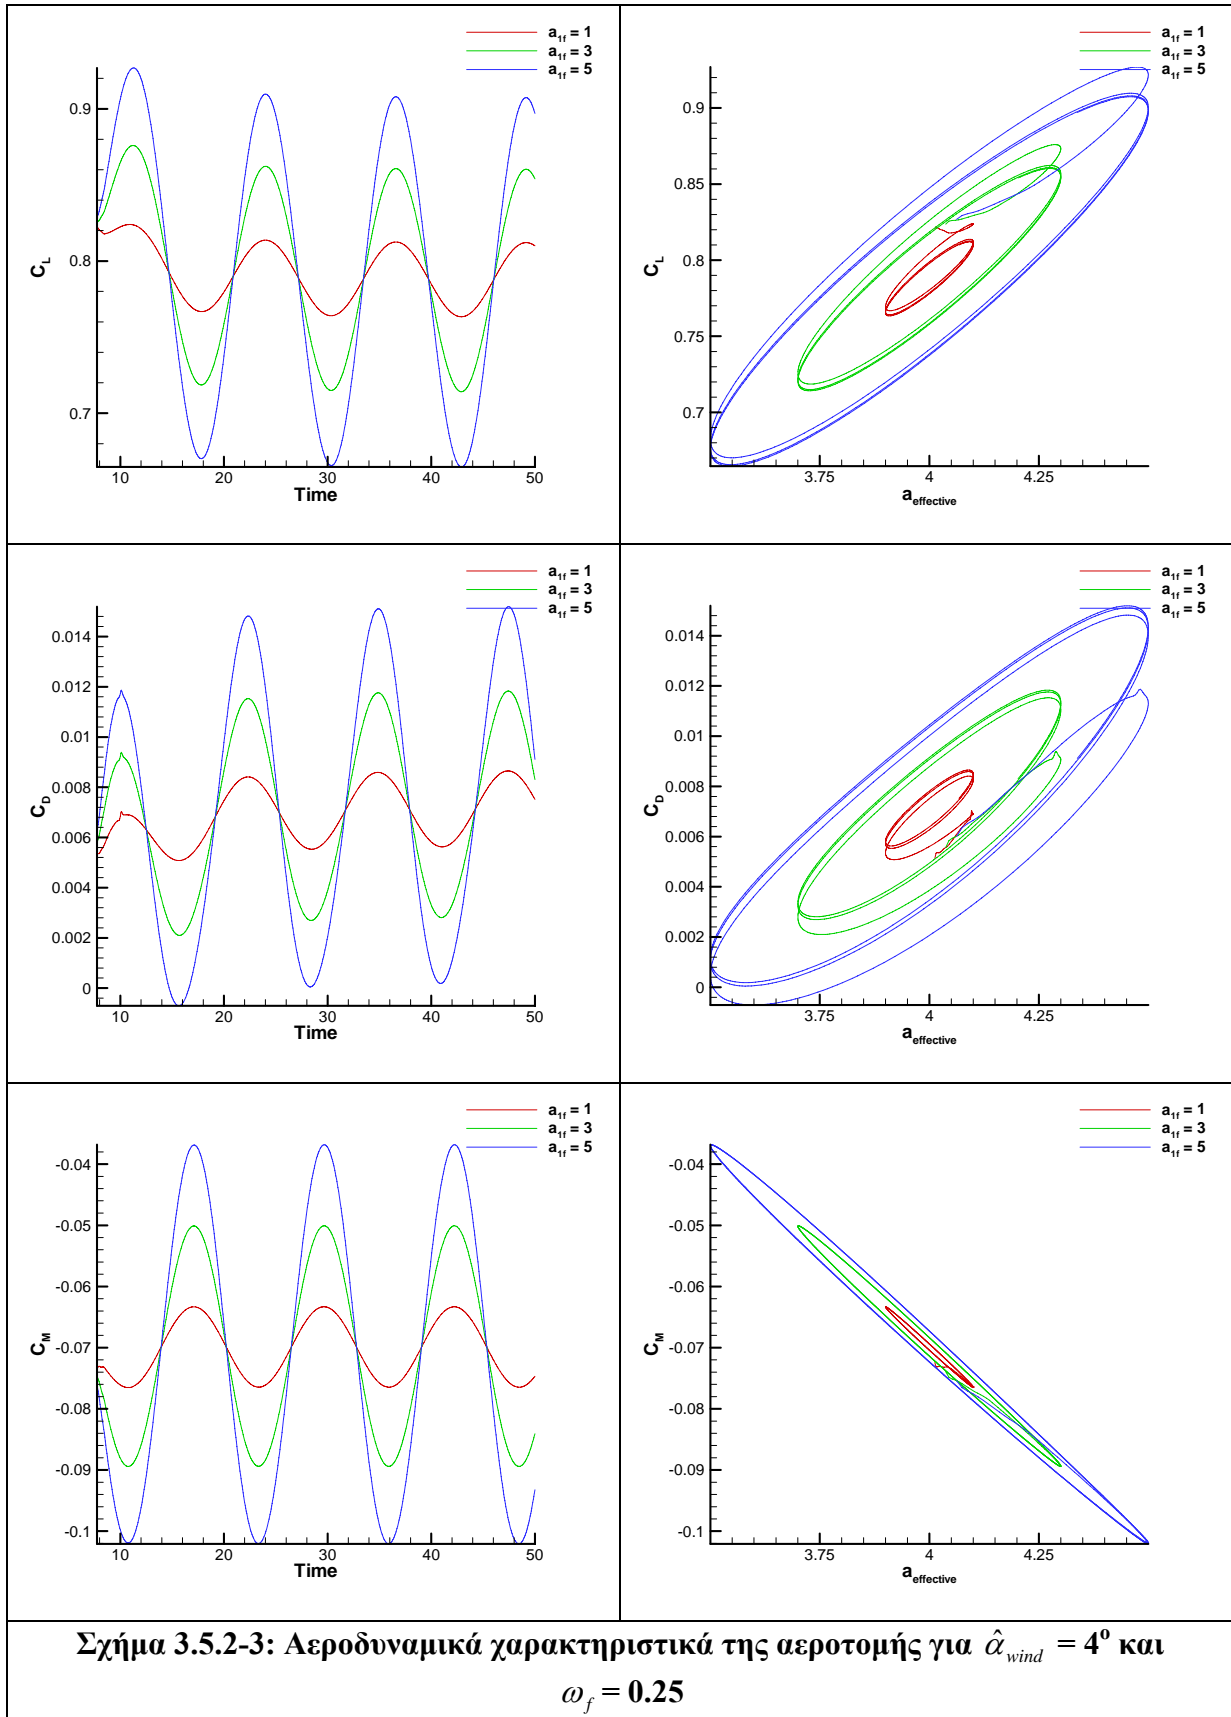 a1f = 1
a1f = 3
a1f = 5
0.9
0.8
0.7
CL
10 20 30 40 50
Time
a1f = 1
a1f = 3
a1f = 5
0.9
0.85
0.8
0.75
0.7
CL
3.75 4 4.25
aeffective
a1f = 1
a1f = 3
a1f = 5
0.014
0.012
0.01
0.008
0.006
0.004
0.002
0
CD
10 20 30 40 50
Time
a1f = 1
a1f = 3
a1f = 5
0.014
0.012
0.01
0.008
0.006
0.004
0.002
0
CD
3.75 4 4.25
aeffective
a1f = 1
a1f = 3
a1f = 5
-0.04
-0.05
-0.06
-0.07
-0.08
-0.09
-0.1
CM
10 20 30 40 50
Time
a1f = 1
a1f = 3
a1f = 5
-0.04
-0.05
-0.06
-0.07
-0.08
-0.09
-0.1
CM
3.75 4 4.25
aeffective
Σχήμα 3.5.2-3: Αεροδυναμικά χαρακτηριστικά της αεροτομής για α̂wind = 4º και
ωf = 0.25